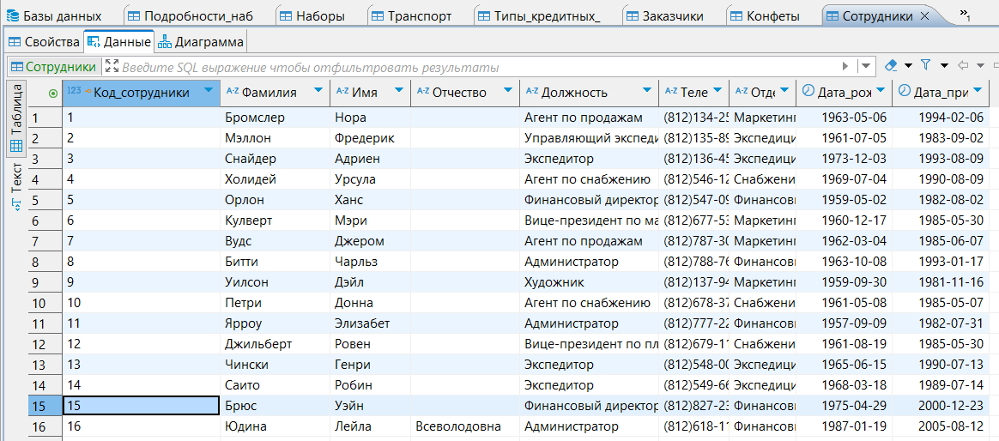 Базы данных Подробности_наб Наборы Транспорт Типы_кредитных_ Заказчики Конфеты Сотрудники »1
Свойства Данные Диаграмма
Сотрудники Введите SQL выражение чтобы отфильтровать результаты
Таблица
Текст
123 Код_сотрудники A-Z Фамилия A-Z Имя A-Z Отчество A-Z Должность A-Z Теле A-Z Отде Дата_рож Дата_при
1 1 Бромслер Нора Агент по продажам (812)134-25 Маркетинг 1963-05-06 1994-02-06
2 2 Мэллон Фредерик Управляющий экспеди (812)135-89 Экспедици 1961-07-05 1983-09-02
3 3 Снайдер Адриен Экспедитор (812)136-45 Экспедици 1973-12-03 1993-08-09
4 4 Холидей Урсула Агент по снабжению (812)546-12 Снабжени 1969-07-04 1990-08-09
5 5 Орлон Ханс Финансовый директор (812)547-09 Финансов 1959-05-02 1982-08-02
6 6 Кулверт Мэри Вице-президент по ма (812)677-53 Маркетинг 1960-12-17 1985-05-30
7 7 Вудс Джером Агент по продажам (812)787-30 Маркетинг 1962-03-04 1985-06-07
8 8 Битти Чарльз Администратор (812)788-76 Финансов 1963-10-08 1993-01-17
9 9 Уилсон Дэйл Художник (812)137-94 Маркетинг 1959-09-30 1981-11-16
10 10 Петри Донна Агент по снабжению (812)678-37 Снабжени 1961-05-08 1985-05-07
11 11 Ярроу Элизабет Администратор (812)777-22 Финансов 1957-09-09 1982-07-31
12 12 Джильберт Ровен Вице-президент по пл (812)679-11 Снабжени 1961-08-19 1985-05-30
13 13 Чински Генри Экспедитор (812)548-00 Экспедици 1965-06-15 1990-07-13
14 14 Саито Робин Экспедитор (812)549-66 Экспедици 1968-03-18 1989-07-14
15 15 Брюс Уэйн Финансовый директор (812)827-23 Финансов 1975-04-29 2000-12-23
16 16 Юдина Лейла Всеволодовна Администратор (812)618-11 Финансов 1987-01-19 2005-08-12